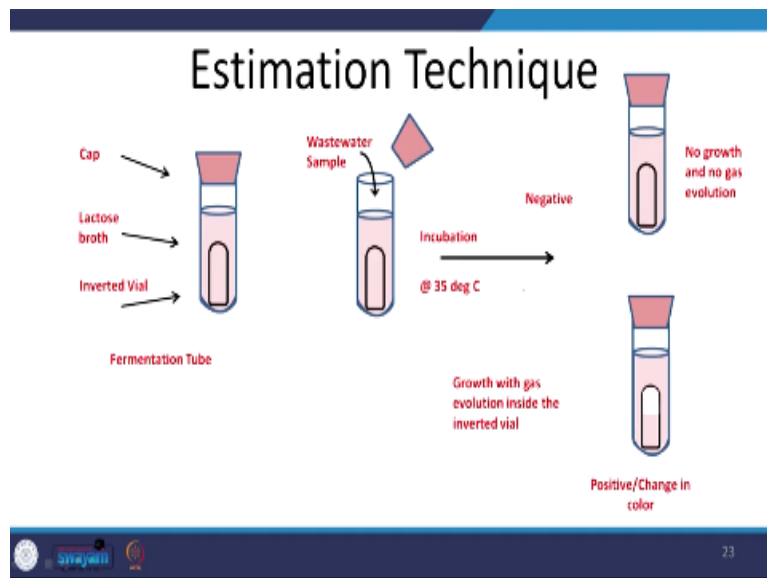 Estimation Technique
Cap
Lactose
broth
Inverted Vial
Fermentation Tube
Wastewater
Sample
Incubation
@ 35 deg C
Negative
No growth
and no gas
evolution
Growth with gas
evolution inside the
inverted vial
Positive/Change in
color
swayam
23